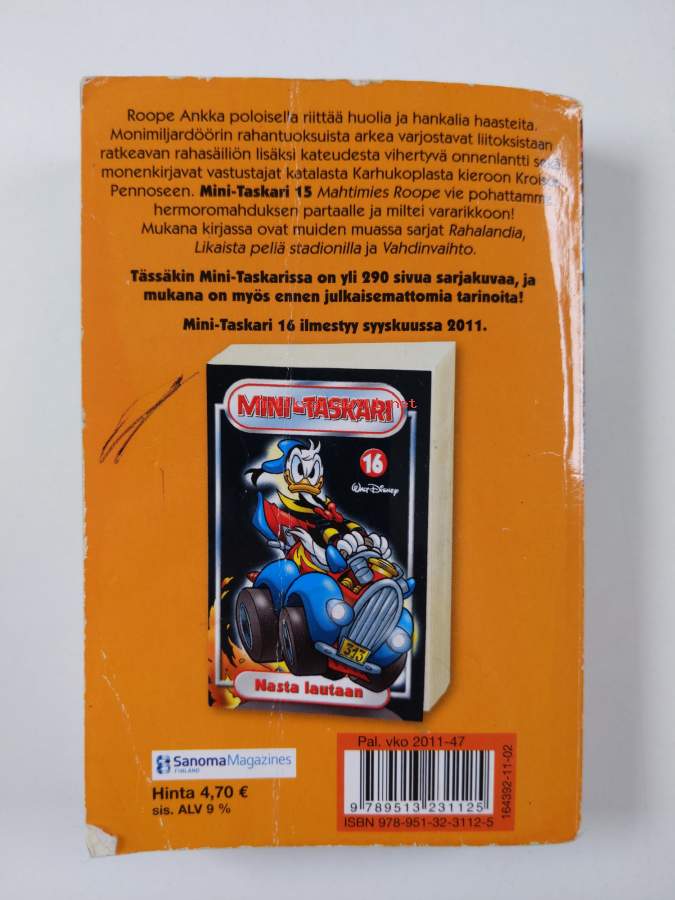 Roope Ankka poloisella riittää huolia ja hankalia haasteita.
Monimiljardöörin rahantuoksuista arkea varjostavat liitoksistaan
ratkeavan rahasäiliön lisäksi kateudesta vihertyvä onnenlantti sekä
monenkirjavat vastustajat katalasta Karhukoplasta kieroon Kroisos
Pennoseen. Mini-Taskari 15 Mahtimies Roope vie pohattamme
hermoromahduksen partaalle ja miltei vararikkoon!
Mukana kirjassa ovat muiden muassa sarjat Rahalandia,
Likaista peliä stadionilla ja Vahdinvaihto.
Tässäkin Mini-Taskarissa on yli 290 sivua sarjakuvaa, ja
mukana on myös ennen julkaisemattomia tarinoita!
Mini-Taskari 16 ilmestyy syyskuussa 2011.
MINI-TASKARI
16
Walt Disney
313
Nasta lautaan
SanomaMagazines
FINLAND
Hinta 4,70 €
sis. ALV 9 %
Pal. vko 2011-47
9 789513 231125
ISBN 978-951-32-3112-5
164392-11-02